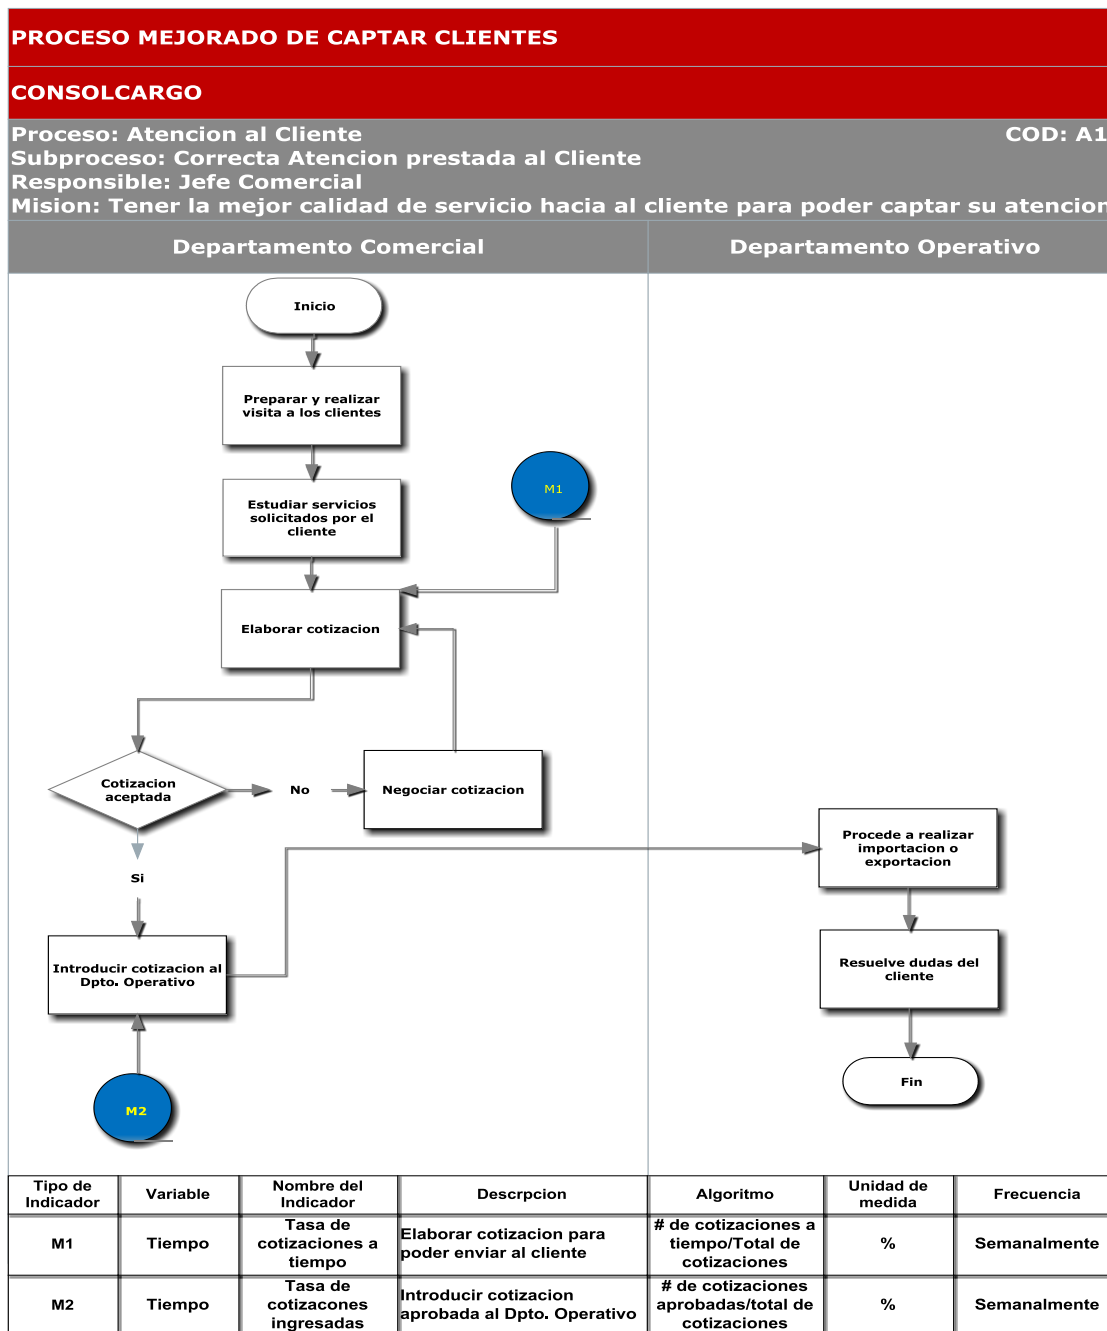 PROCESO MEJORADO DE CAPTAR CLIENTES
CONSOLCARGO
Proceso: Atencion al Cliente COD: A1
Subproceso: Correcta Atencion prestada al Cliente
Responsible: Jefe Comercial
Mision: Tener la mejor calidad de servicio hacia al cliente para poder captar su atencion
Departamento Comercial Departamento Operativo
Inicio
Preparar y realizar
visita a los clientes
Estudiar servicios
solicitados por el
cliente
M1
Elaborar cotizacion
Cotizacion
aceptada
No
Negociar cotizacion
Si
Introducir cotizacion al
Dpto. Operativo
M2
Procede a realizar
importacion o
exportacion
Resuelve dudas del
cliente
Fin
Tipo de
Indicador
Variable
Nombre del
Indicador
Descrpcion
Algoritmo
Unidad de
medida
Frecuencia
M1
Tiempo
Tasa de
cotizaciones a
tiempo
Elaborar cotizacion para
poder enviar al cliente
# de cotizaciones a
tiempo/Total de
cotizaciones
%
Semanalmente
M2
Tiempo
Tasa de
cotizacones
ingresadas
Introducir cotizacion
aprobada al Dpto. Operativo
# de cotizaciones
aprobadas/total de
cotizaciones
%
Semanalmente